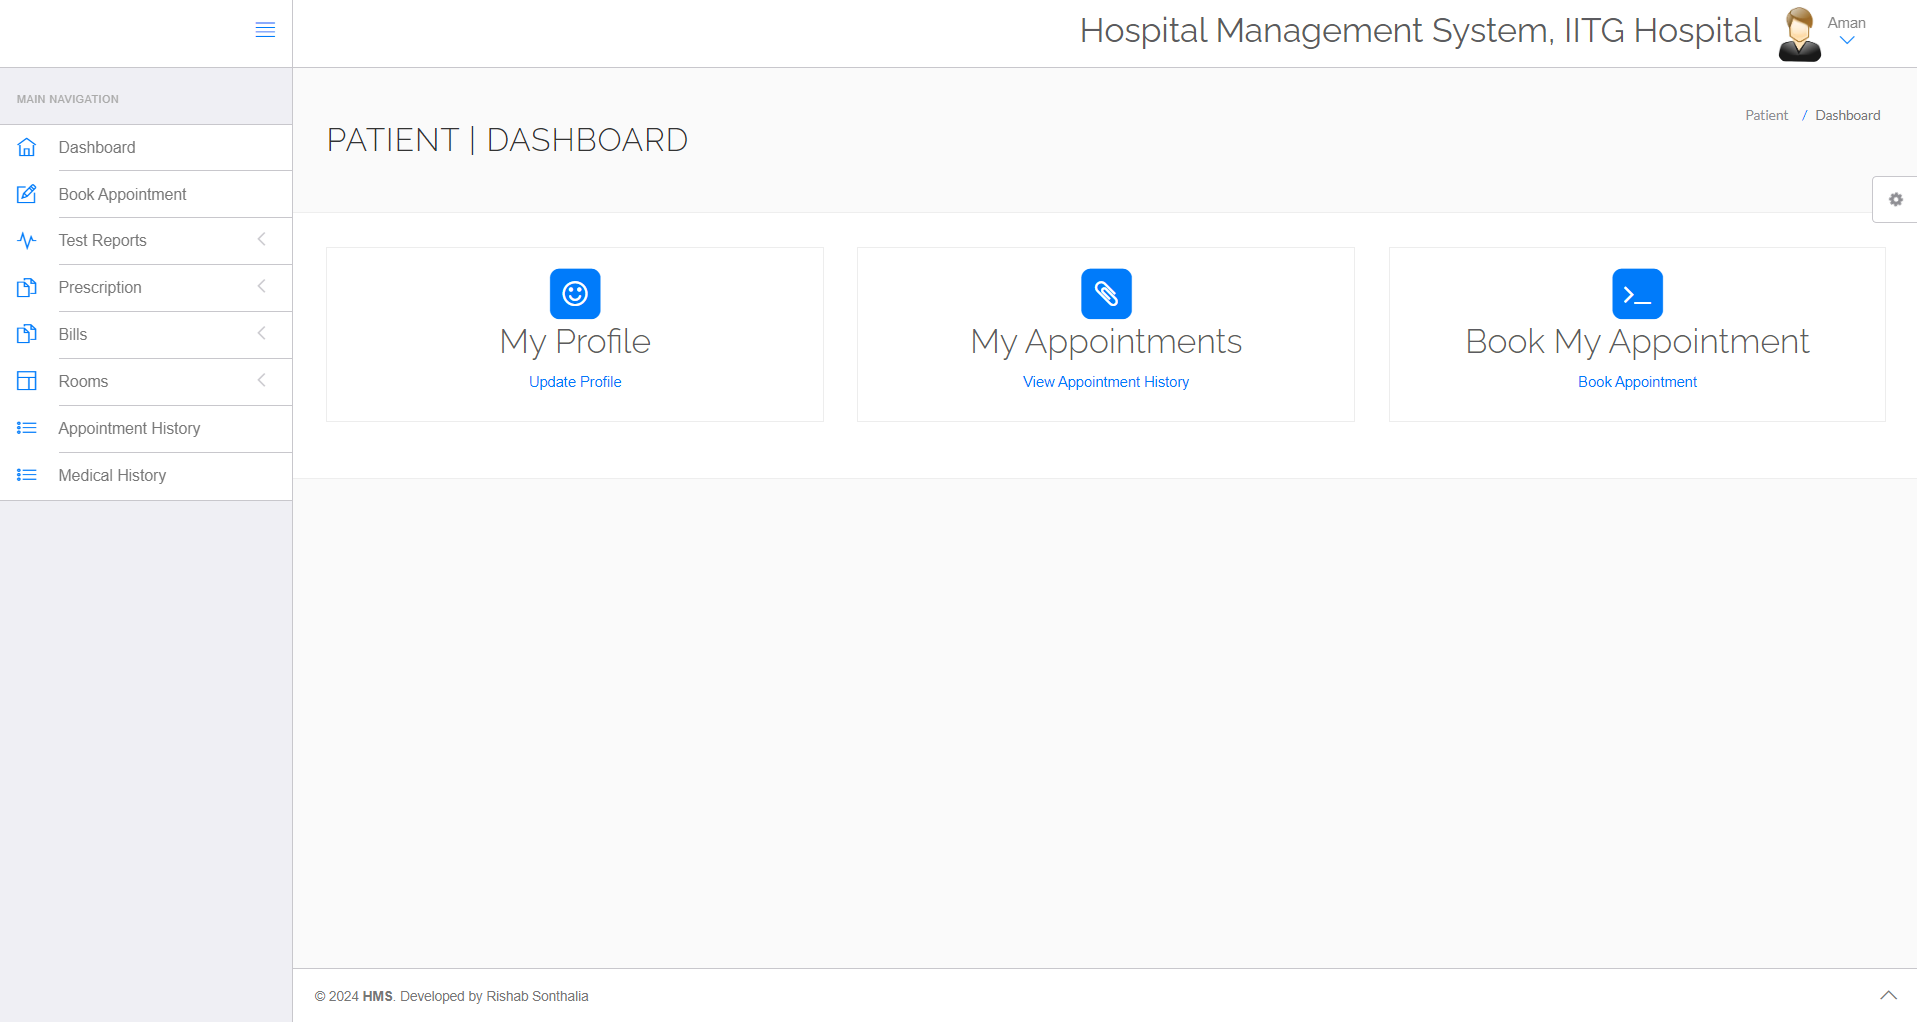 Hospital Management System, IITG Hospital
Aman
MAIN NAVIGATION
Dashboard
Book Appointment
Test Reports
Prescription
Bills
Rooms
Appointment History
Medical History
PATIENT | DASHBOARD
Patient / Dashboard
My Profile
Update Profile
My Appointments
View Appointment History
Book My Appointment
Book Appointment
© 2024 HMS. Developed by Rishab Sonthalia